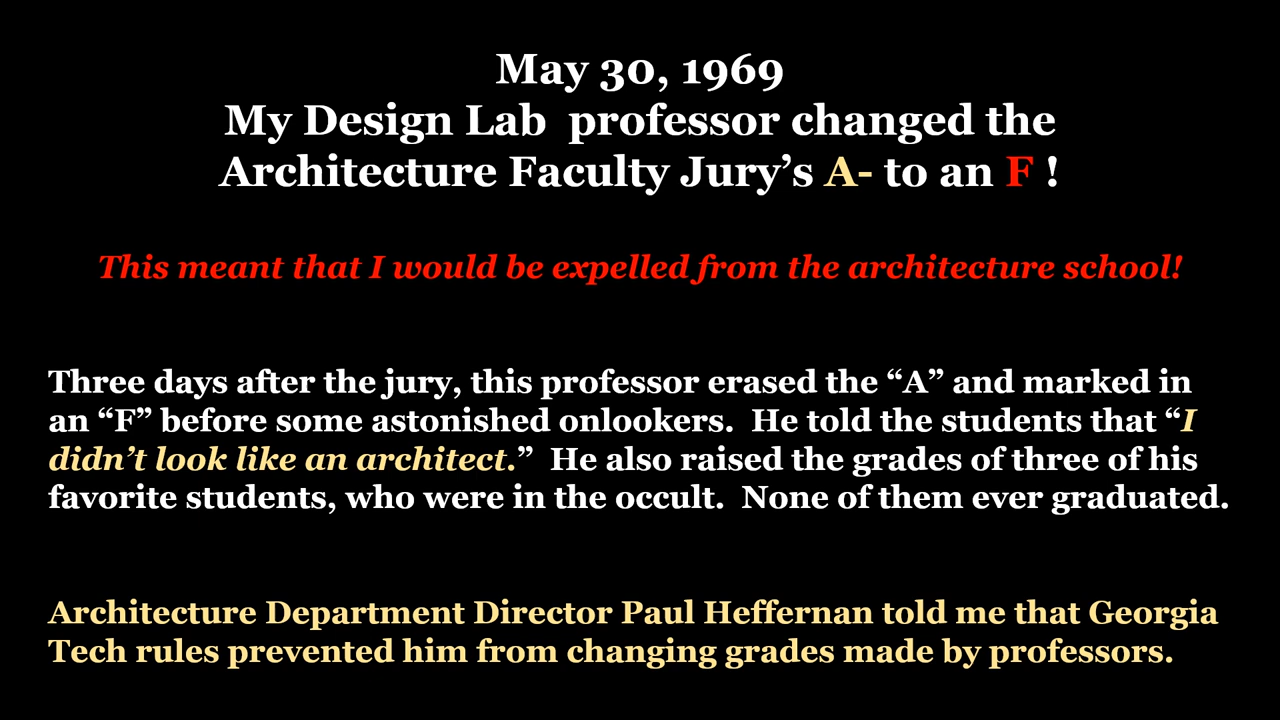 May 30, 1969
My Design Lab  professor changed the
Architecture Faculty Jury’s A- to an F !
This meant that I would be expelled from the architecture school!
Three days after the jury, this professor erased the “A” and marked in
an “F” before some astonished onlookers.  He told the students that “I
didn’t look like an architect.”  He also raised the grades of three of his
favorite students, who were in the occult.  None of them ever graduated.
Architecture Department Director Paul Heffernan told me that Georgia
Tech rules prevented him from changing grades made by professors.